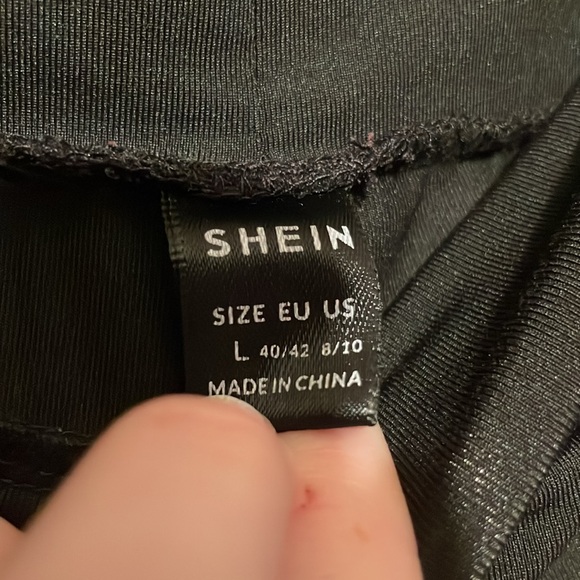 SHEIN
SIZE EU US
L 40/42 8/10
MADE IN CHINA